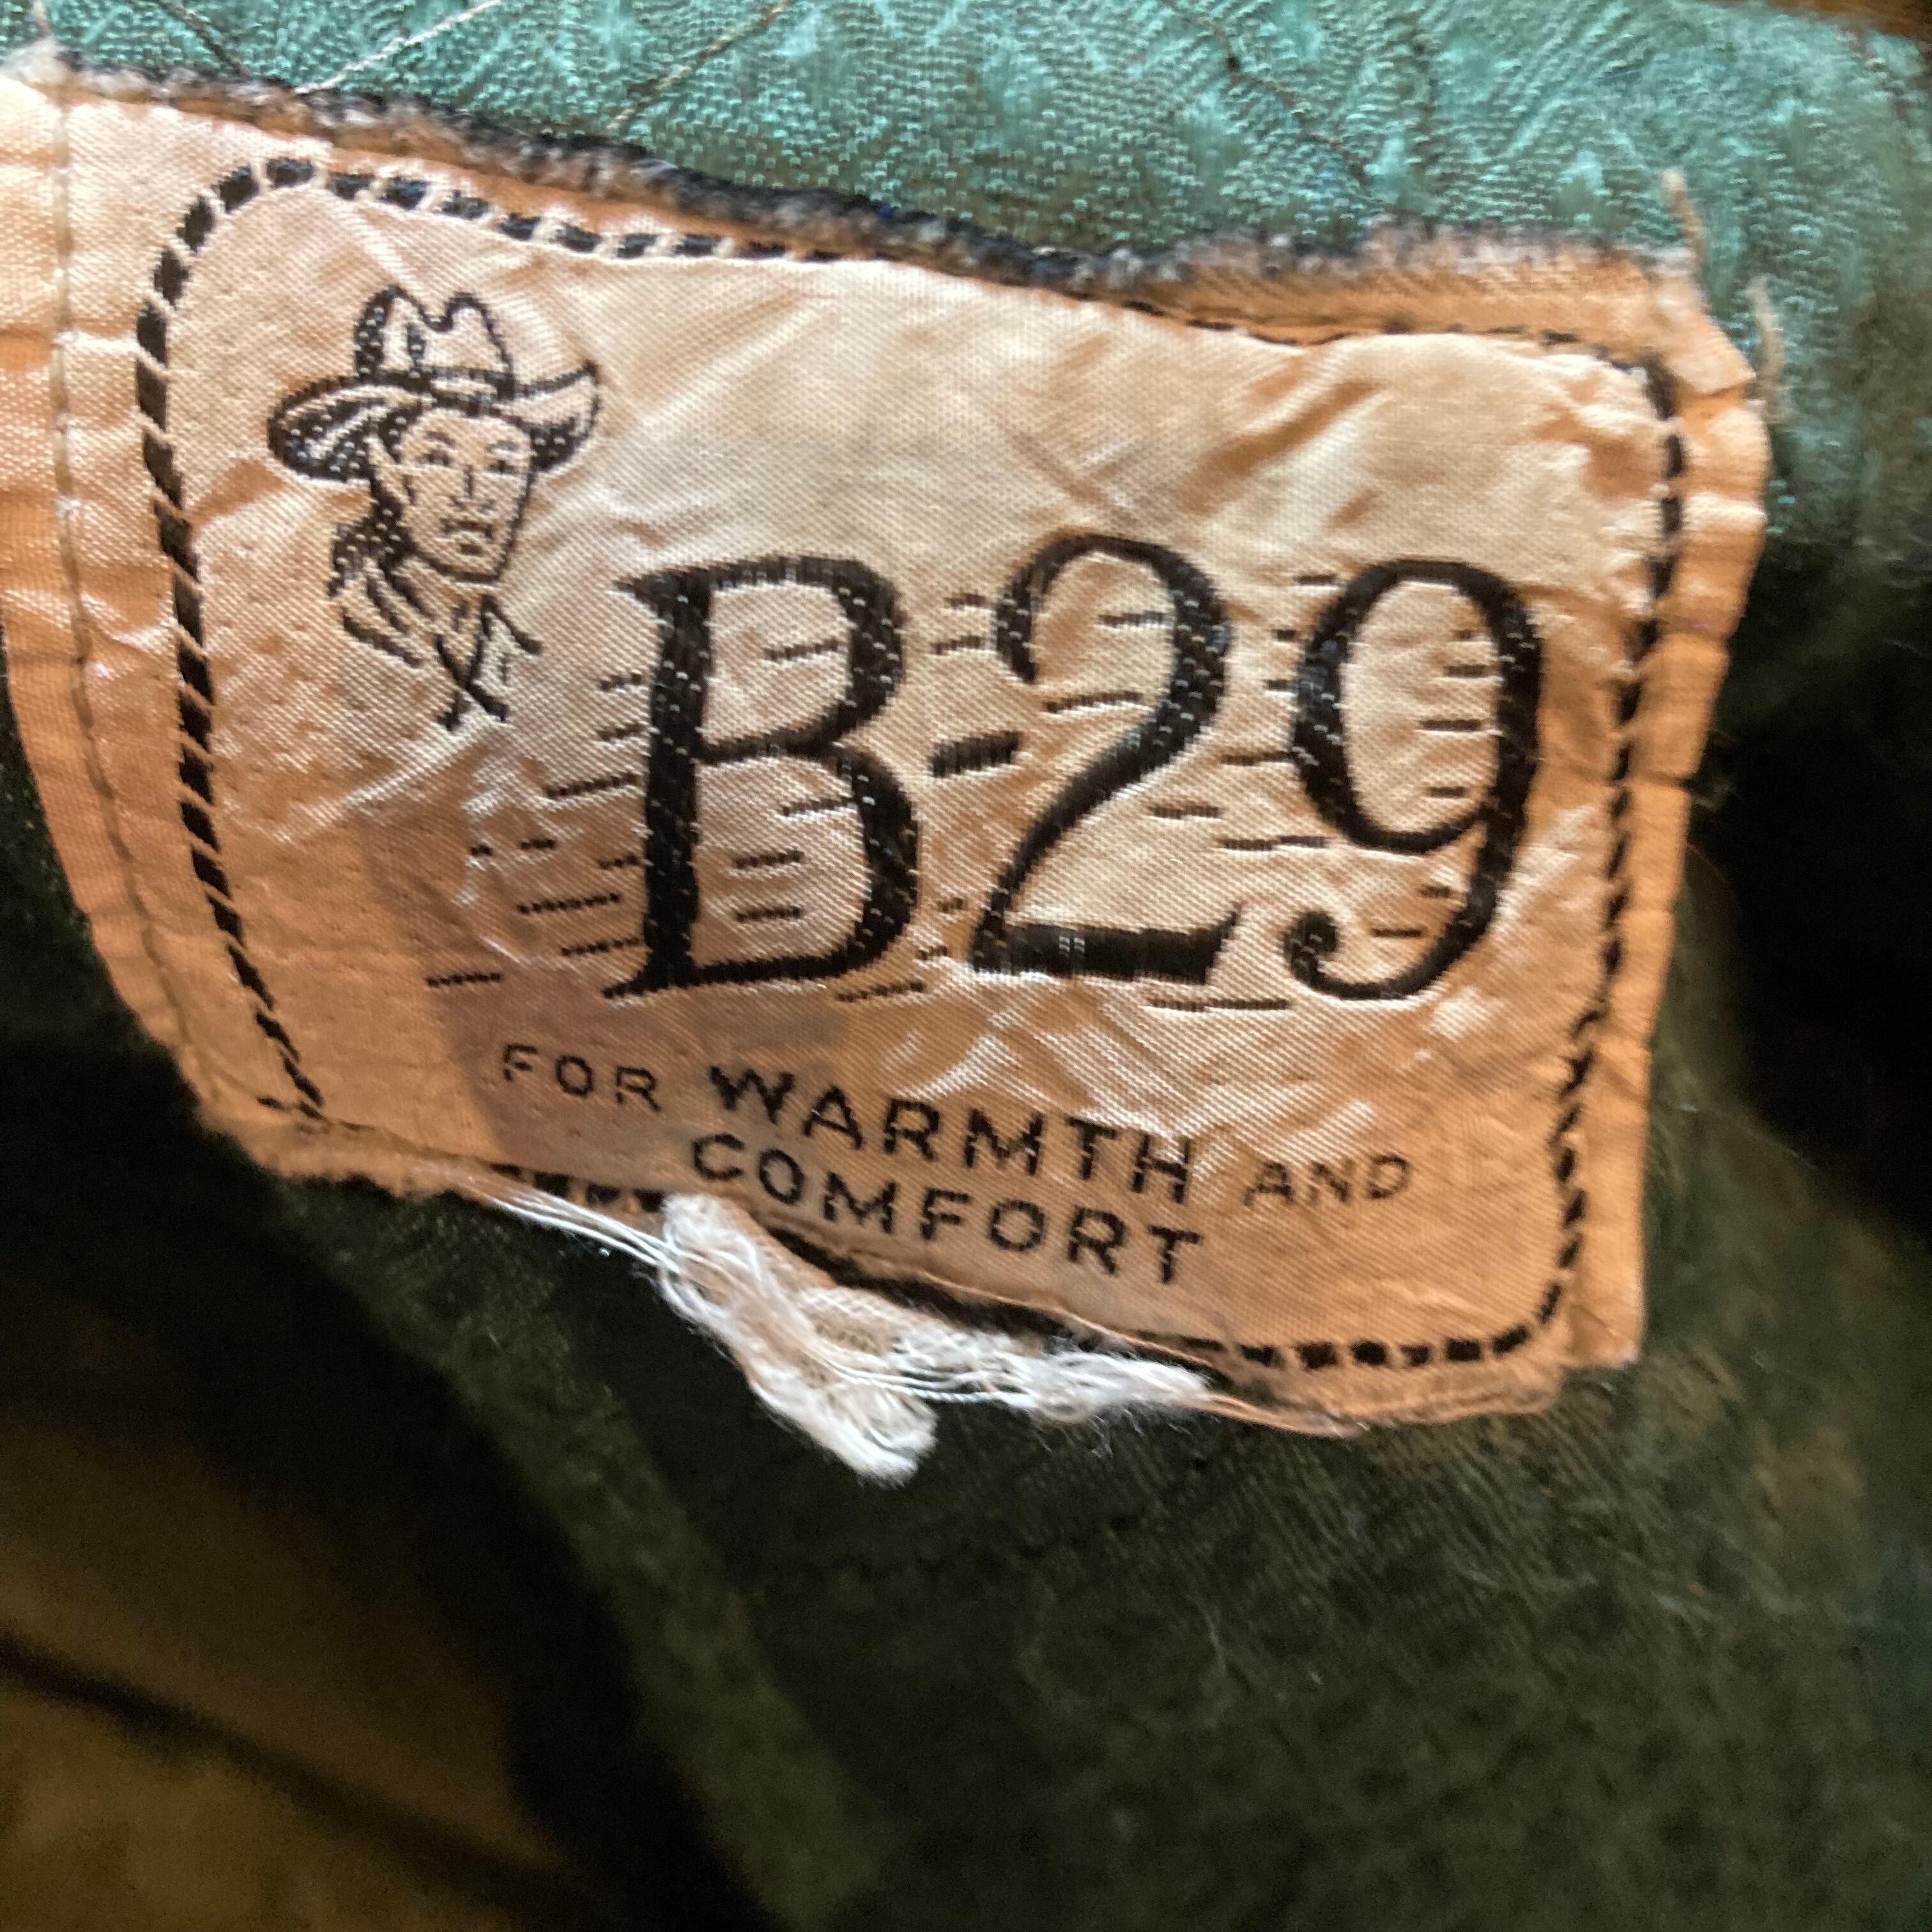 B-29
FOR WARMTH AND
COMFORT